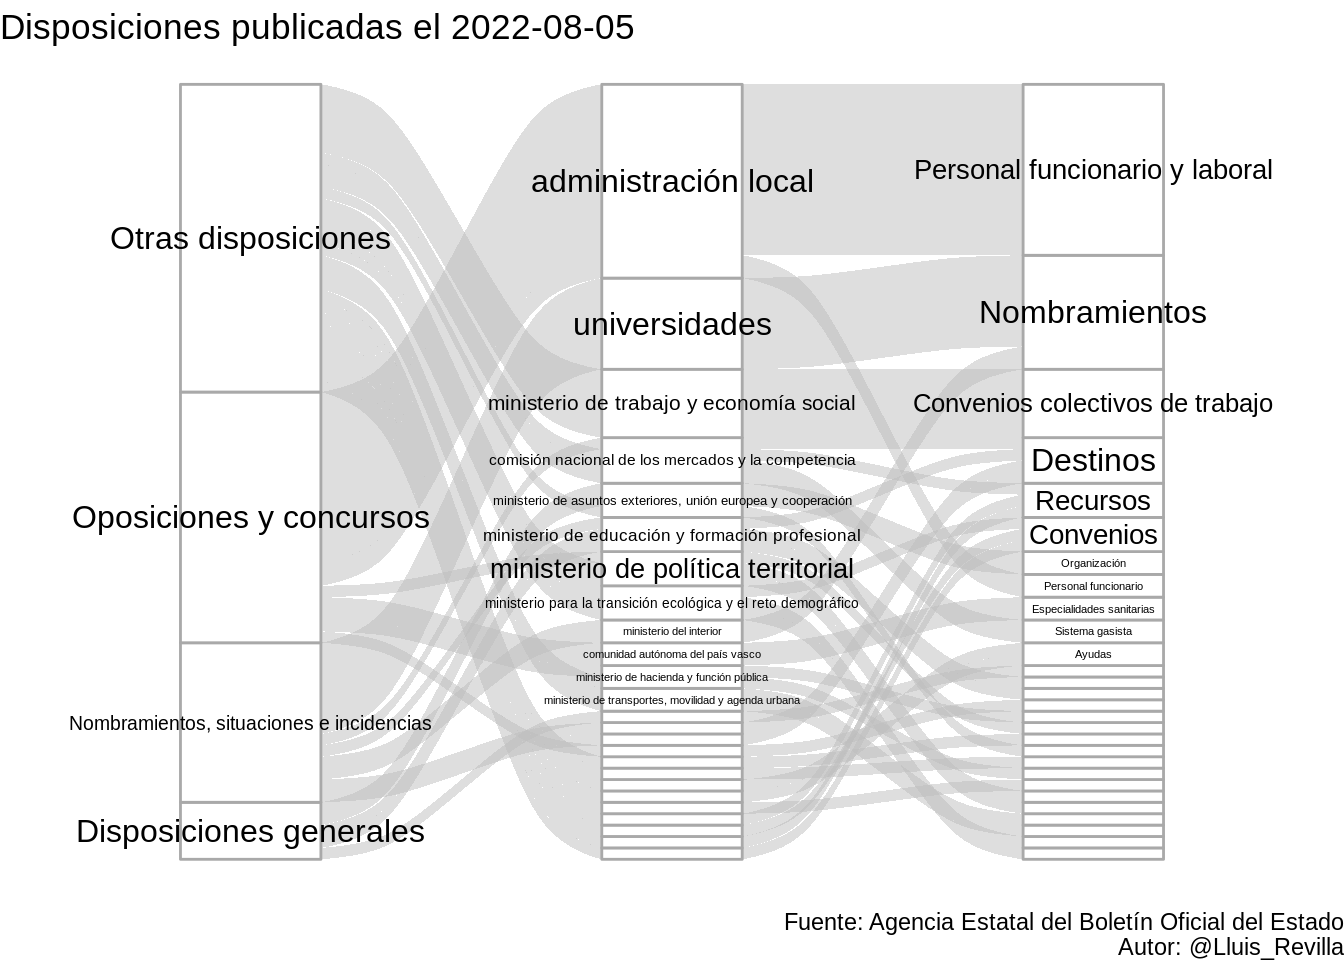 Disposiciones publicadas el 2022-08-05
Otras disposiciones
Oposiciones y concursos
Nombramientos, situaciones e incidencias
Disposiciones generales
administración local
universidades
ministerio de trabajo y economía social
comisión nacional de los mercados y la competencia
ministerio de asuntos exteriores, unión europea y cooperación
ministerio de educación y formación profesional
ministerio de política territorial
ministerio para la transición ecológica y el reto demográfico
ministerio del interior
comunidad autónoma del país vasco
ministerio de hacienda y función pública
ministerio de transportes, movilidad y agenda urbana
Personal funcionario y laboral
Nombramientos
Convenios colectivos de trabajo
Destinos
Recursos
Convenios
Organización
Personal funcionario
Especialidades sanitarias
Sistema gasista
Ayudas
Fuente: Agencia Estatal del Boletín Oficial del Estado
Autor: @Lluis_Revilla